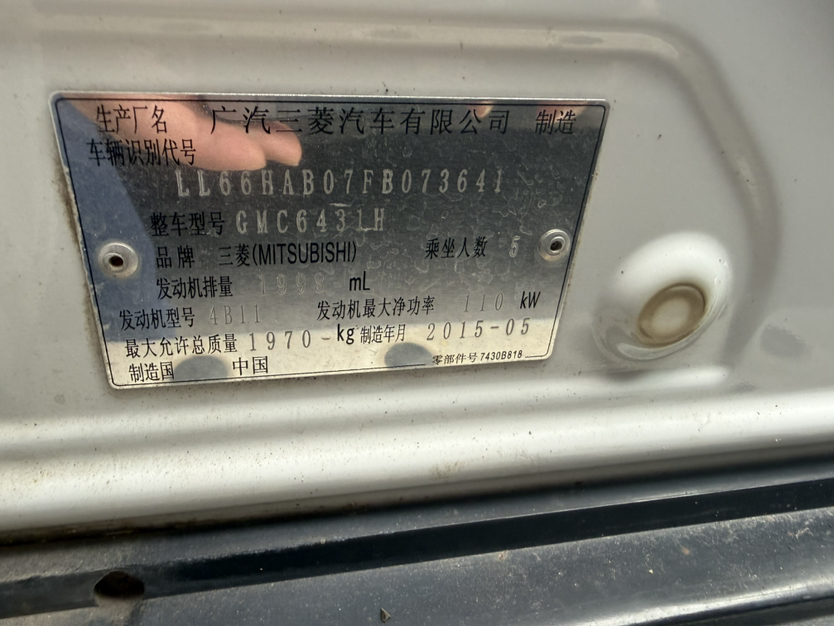 生产厂名 广汽三菱汽车有限公司 制造
车辆识别代号
LL66HAB07FB073641
整车型号 GMC6431LH
品牌 三菱(MITSUBISHI) 乘坐人数 5
发动机排量 1998 mL
发动机型号 4B11 发动机最大净功率 110 kW
最大允许总质量 1970- kg 制造年月 2015-05
制造国 中国 零部件号 7430B818